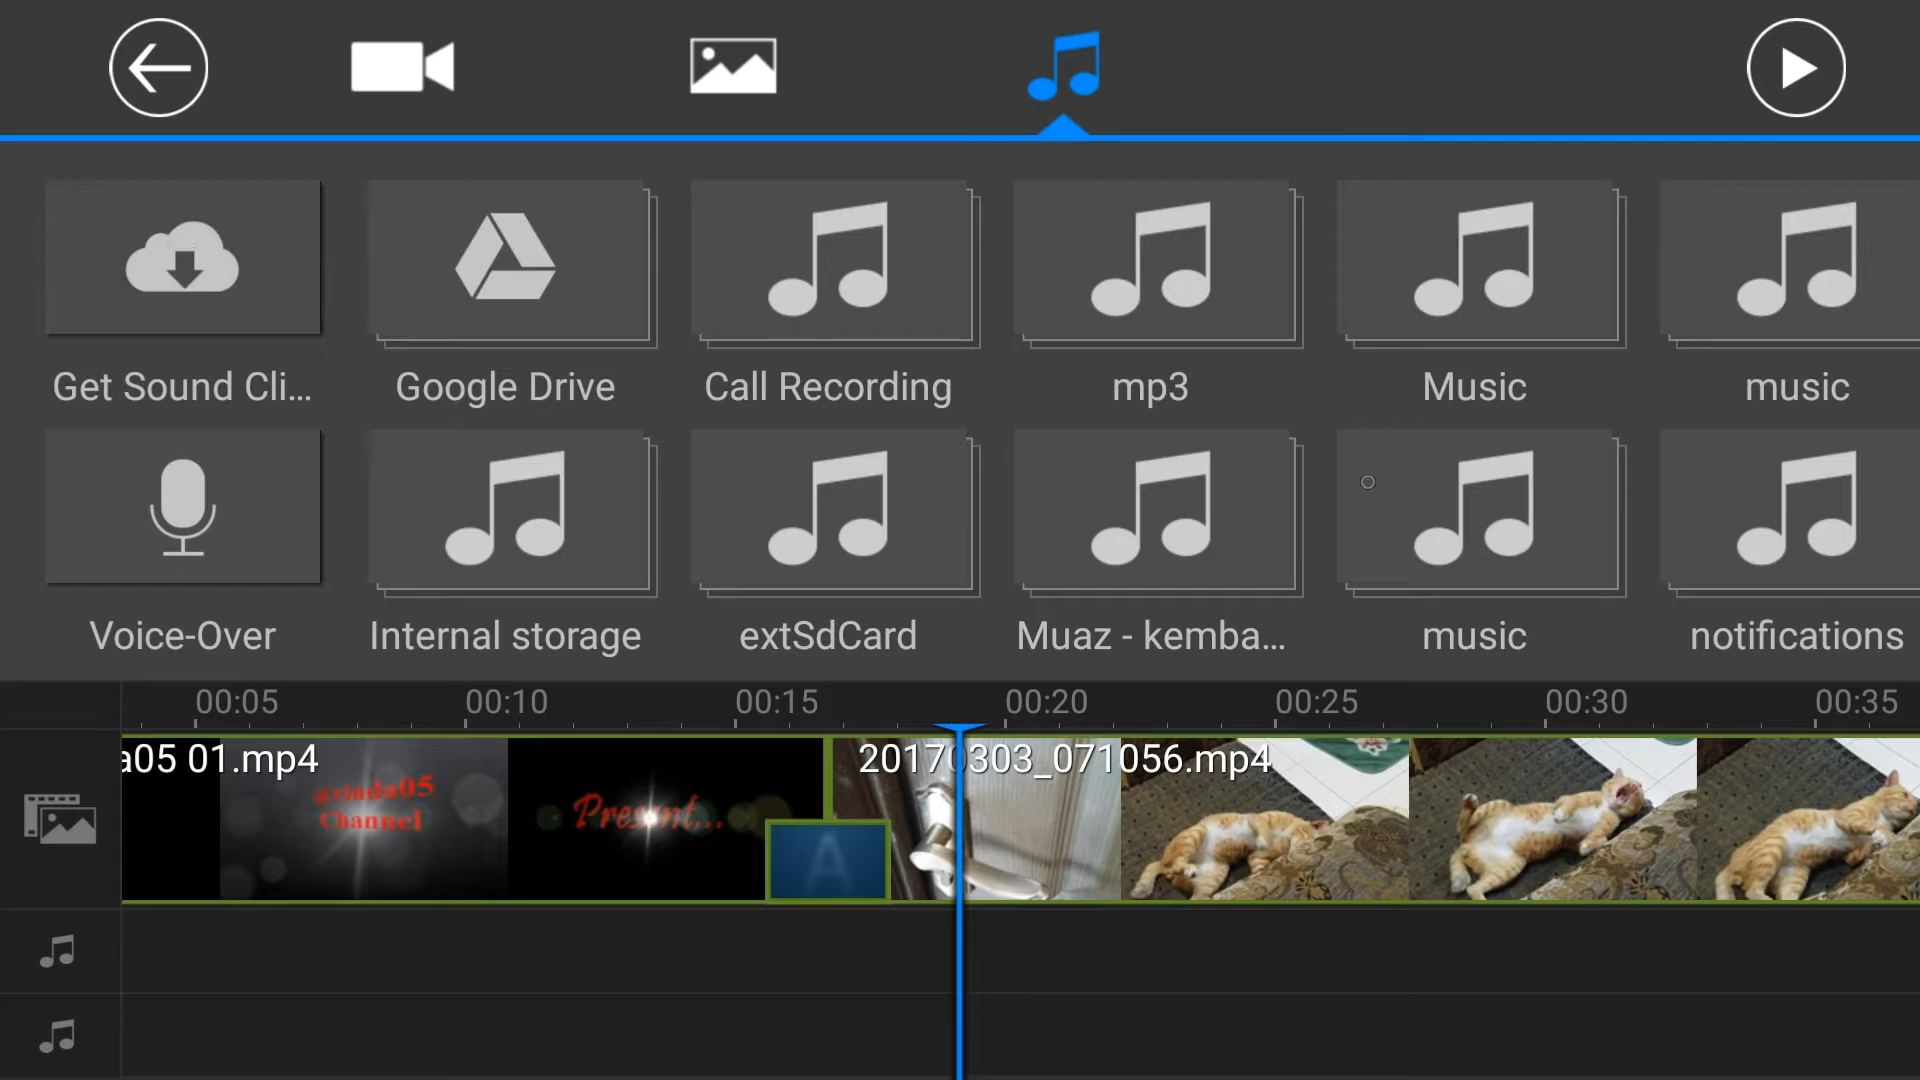 Get Sound Cli...
Google Drive
Call Recording
mp3
Music
music
Voice-Over
Internal storage
extSdCard
Muaz - kemba...
music
notifications
00:05
00:10
00:15
00:20
00:25
00:30
00:35
a05 01.mp4
20170303_071056.mp4
@rinda05
Channel
Present...
A